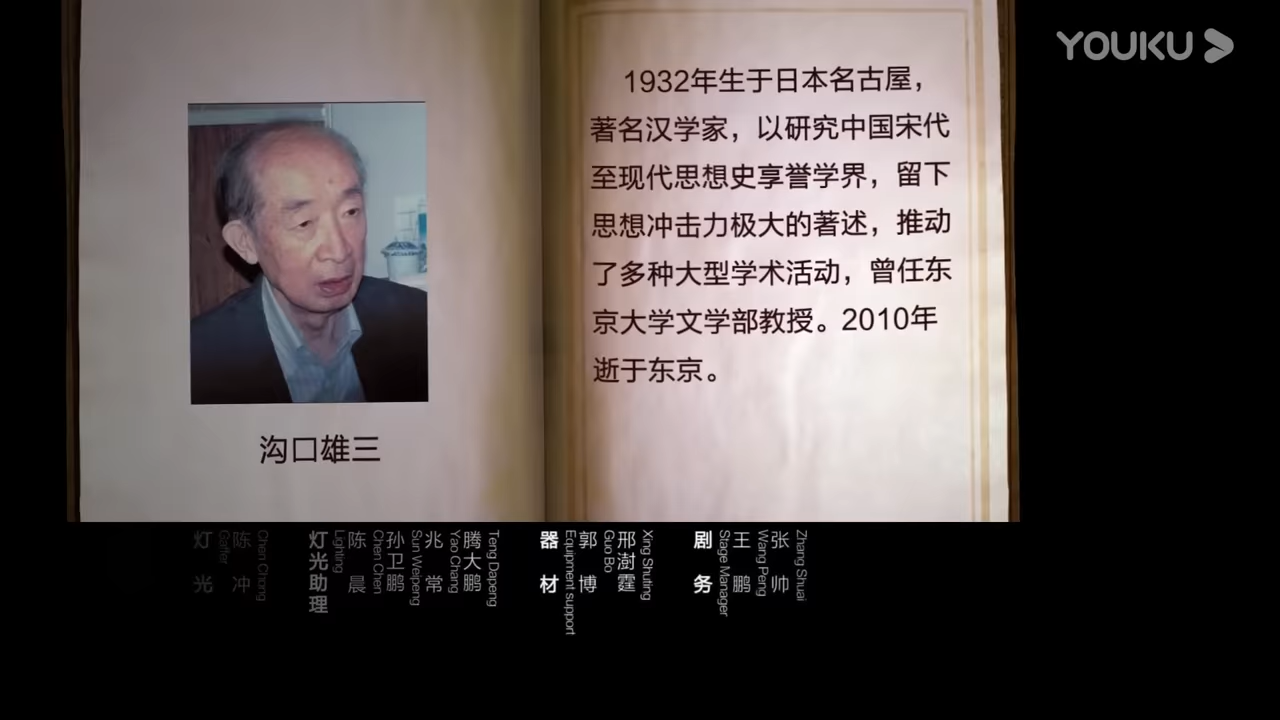 YOUKU
1932年生于日本名古屋，
著名汉学家，以研究中国宋代
至现代思想史享誉学界，留下
思想冲击力极大的著述，推动
了多种大型学术活动，曾任东
京大学文学部教授。2010年
逝于东京。
沟口雄三
灯光
Gaffer
陈冲
Chen Chong
灯光助理
Lighting
陈晨
Chen Chen
孙卫鹏
Sun Weipeng
兆常
Yao Chang
腾大鹏
Teng Dapeng
器材
Equipment support
郭博
Guo Bo
邢澍霆
Xing Shuting
剧务
Stage Manager
王鹏
Wang Peng
张帅
Zhang Shuai